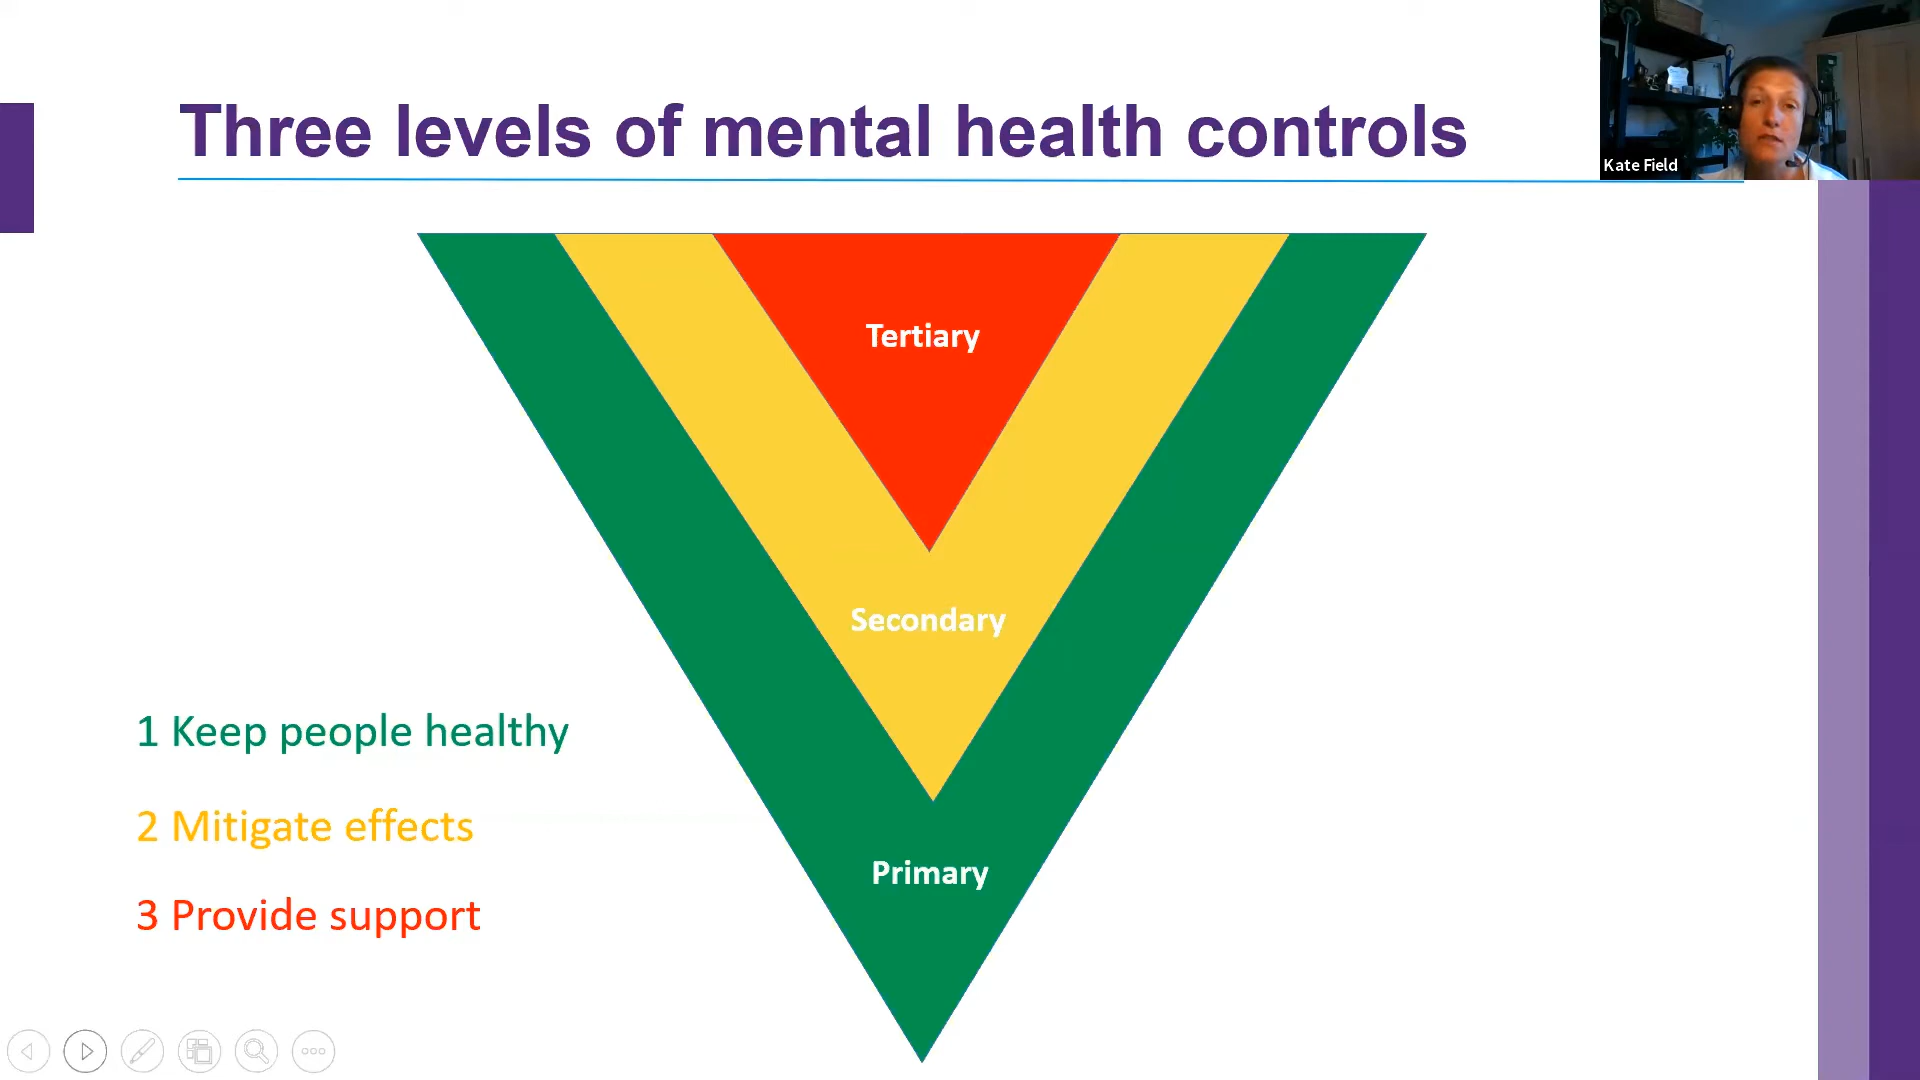 Three levels of mental health controls
Kate Field
Tertiary
Secondary
1 Keep people healthy
2 Mitigate effects
Primary
3 Provide support